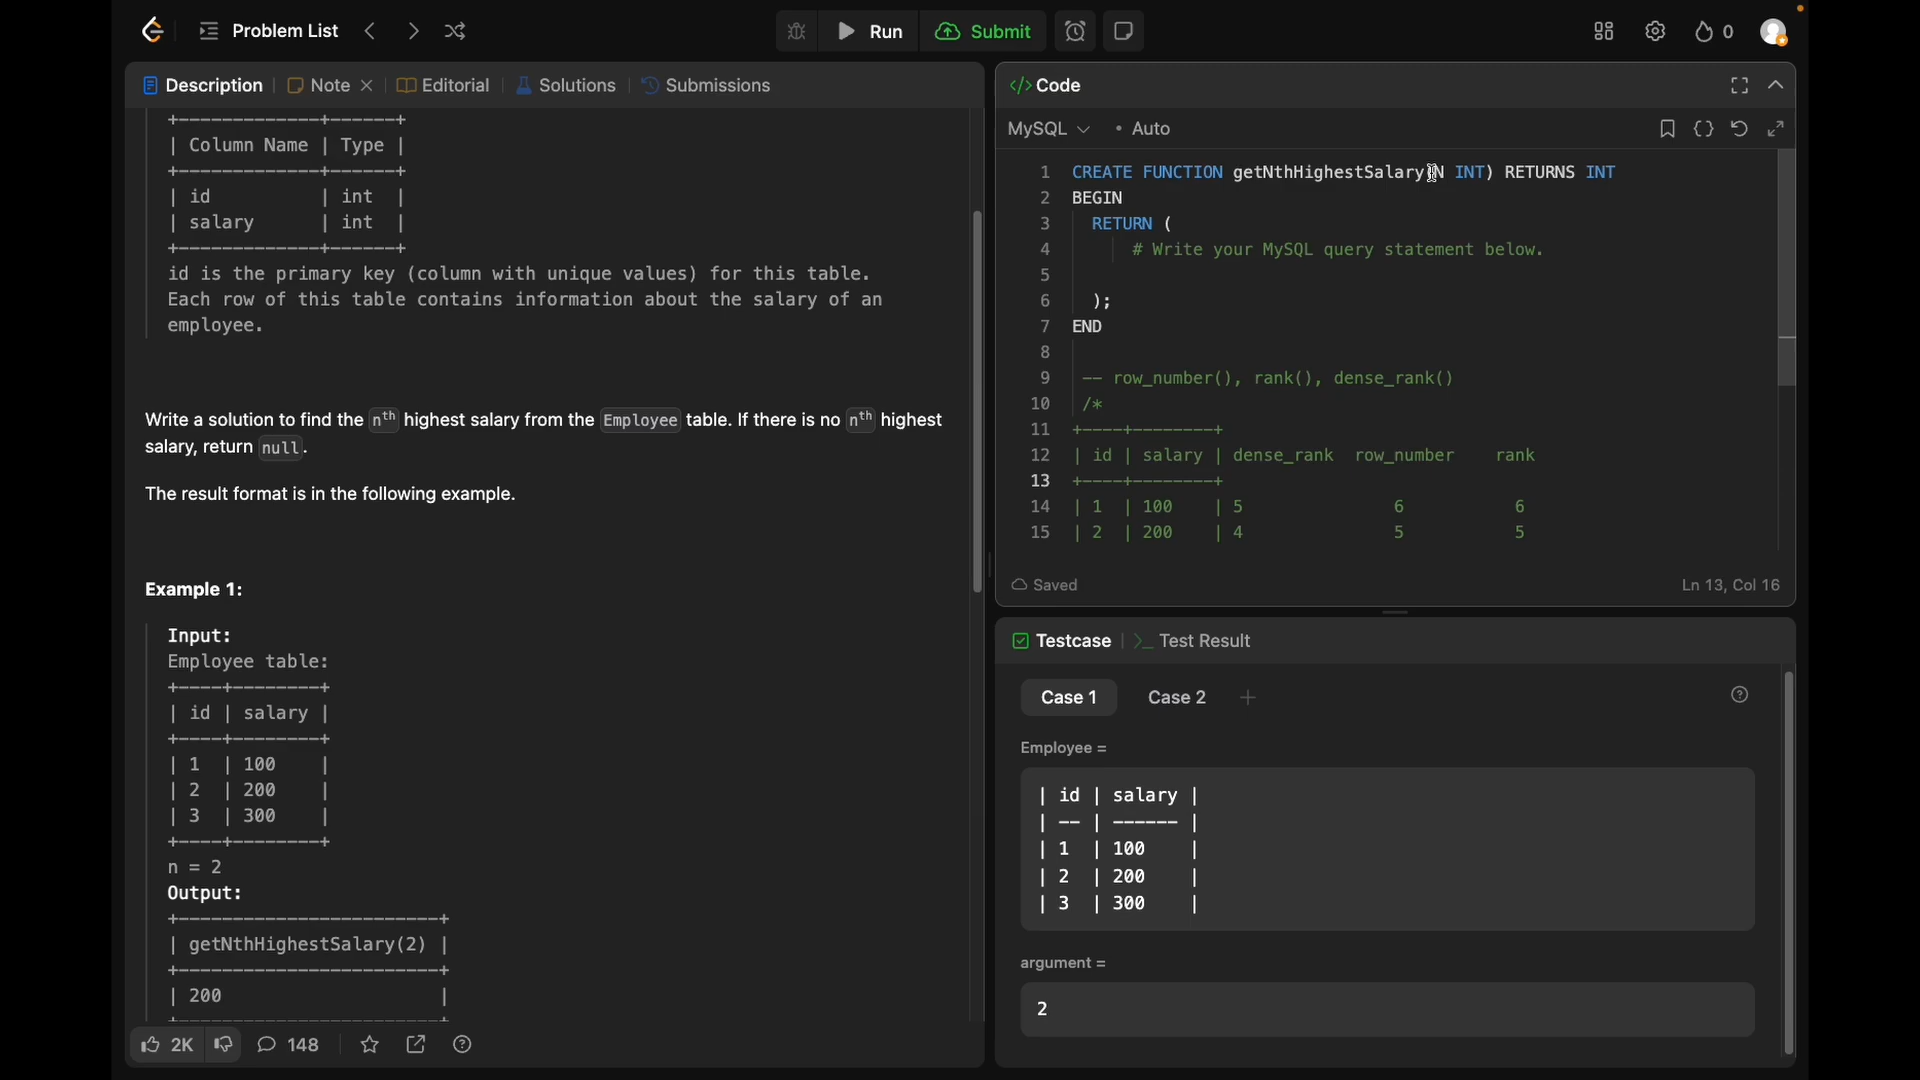 Problem List
Run
Submit
0
Description
Note
Editorial
Solutions
Submissions
+-------------+------+
| Column Name | Type |
+-------------+------+
| id          | int  |
| salary      | int  |
+-------------+------+
id is the primary key (column with unique values) for this table.
Each row of this table contains information about the salary of an
employee.
Write a solution to find the nth highest salary from the Employee table. If there is no nth highest
salary, return null.
The result format is in the following example.
Example 1:
Input:
Employee table:
+----+--------+
| id | salary |
+----+--------+
| 1  | 100    |
| 2  | 200    |
| 3  | 300    |
+----+--------+
n = 2
Output:
+------------------------+
| getNthHighestSalary(2) |
+------------------------+
| 200                    |
+------------------------+
2K
148
</> Code
MySQL
• Auto
1 CREATE FUNCTION getNthHighestSalary(N INT) RETURNS INT
2 BEGIN
3   RETURN (
4       # Write your MySQL query statement below.
5
6   );
7 END
8
9  -- row_number(), rank(), dense_rank()
10  /*
11 +----+--------+
12 | id | salary | dense_rank  row_number    rank
13 +----+--------+
14 | 1  | 100    | 5               6           6
15 | 2  | 200    | 4               5           5
Saved
Ln 13, Col 16
Testcase
>_ Test Result
Case 1
Case 2
+
Employee =
| id | salary |
| -- | ------ |
| 1  | 100    |
| 2  | 200    |
| 3  | 300    |
argument =
2